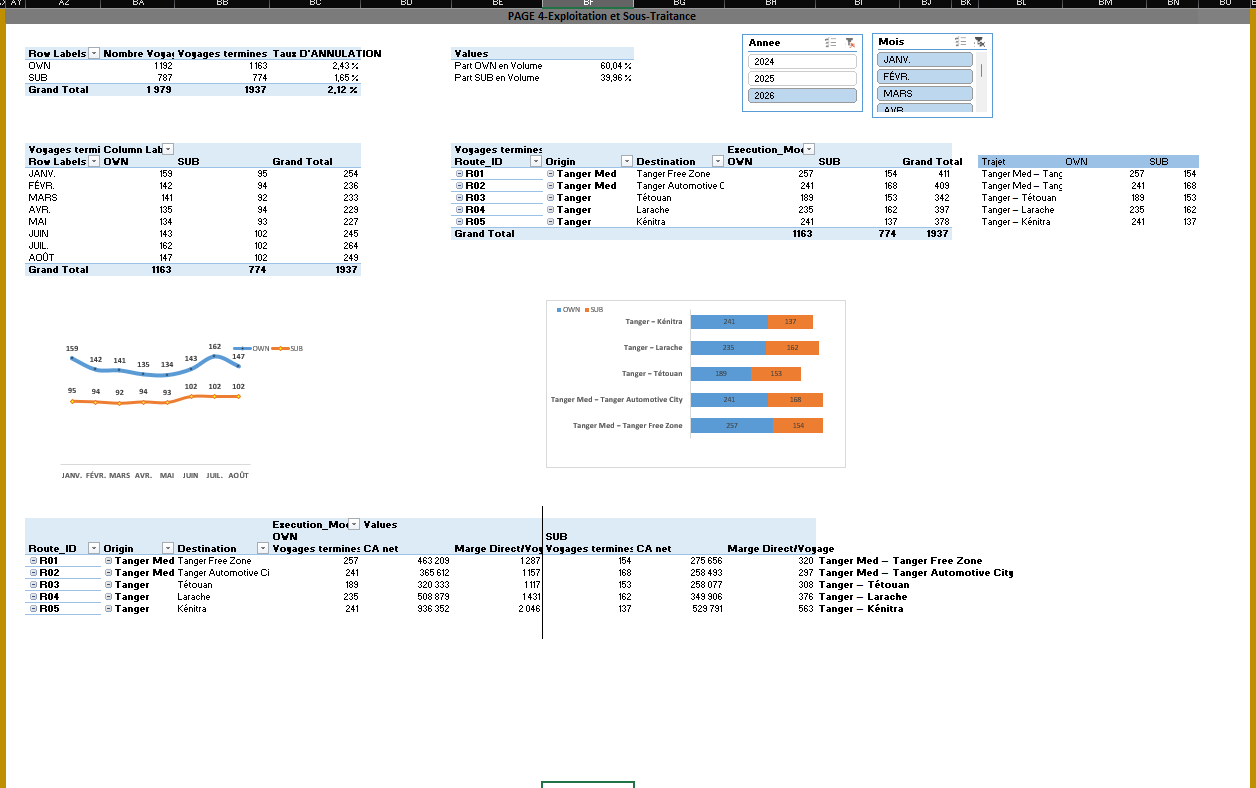 AY AZ BA BB BC BD BE BF BG BH BI BJ BK BL BM BN BO
PAGE 4-Exploitation et Sous-Traitance
Row Labels Nombre Voya Voyages termines Taux D'ANNULATION
OWN 1192 1163 2,43 %
SUB 787 774 1,65 %
Grand Total 1 979 1937 2,12 %
Values
Part OWN en Volume 60,04 %
Part SUB en Volume 39,96 %
Annee
2024
2025
2026
Mois
JANV.
FÉVR.
MARS
AVR.
Voyages termi Column Lab
Row Labels OWN SUB Grand Total
JANV. 159 95 254
FÉVR. 142 94 236
MARS 141 92 233
AVR. 135 94 229
MAI 134 93 227
JUIN 143 102 245
JUIL. 162 102 264
AOÛT 147 102 249
Grand Total 1163 774 1937
Voyages termines Execution_Mod
Route_ID Origin Destination OWN SUB Grand Total
R01 Tanger Med Tanger Free Zone 257 154 411
R02 Tanger Med Tanger Automotive C 241 168 409
R03 Tanger Tétouan 189 153 342
R04 Tanger Larache 235 162 397
R05 Tanger Kénitra 241 137 378
Grand Total 1163 774 1937
Trajet OWN SUB
Tanger Med – Tang 257 154
Tanger Med – Tang 241 168
Tanger – Tétouan 189 153
Tanger – Larache 235 162
Tanger – Kénitra 241 137
OWN SUB
159 142 141 135 134 143 162 147
95 94 92 94 93 102 102 102
JANV. FÉVR. MARS AVR. MAI JUIN JUIL. AOÛT
OWN SUB
Tanger – Kénitra 241 137
Tanger – Larache 235 162
Tanger – Tétouan 189 153
Tanger Med – Tanger Automotive City 241 168
Tanger Med – Tanger Free Zone 257 154
Execution_Mod Values
OWN SUB
Route_ID Origin Destination Voyages termines CA net Marge Direct/Voy Voyages termines CA net Marge Direct/Voyage
R01 Tanger Med Tanger Free Zone 257 463 209 1 287 154 275 656 320 Tanger Med – Tanger Free Zone
R02 Tanger Med Tanger Automotive Ci 241 365 612 1 157 168 258 493 297 Tanger Med – Tanger Automotive City
R03 Tanger Tétouan 189 320 333 1 117 153 258 077 308 Tanger – Tétouan
R04 Tanger Larache 235 508 879 1 431 162 349 906 376 Tanger – Larache
R05 Tanger Kénitra 241 936 352 2 046 137 529 791 563 Tanger – Kénitra